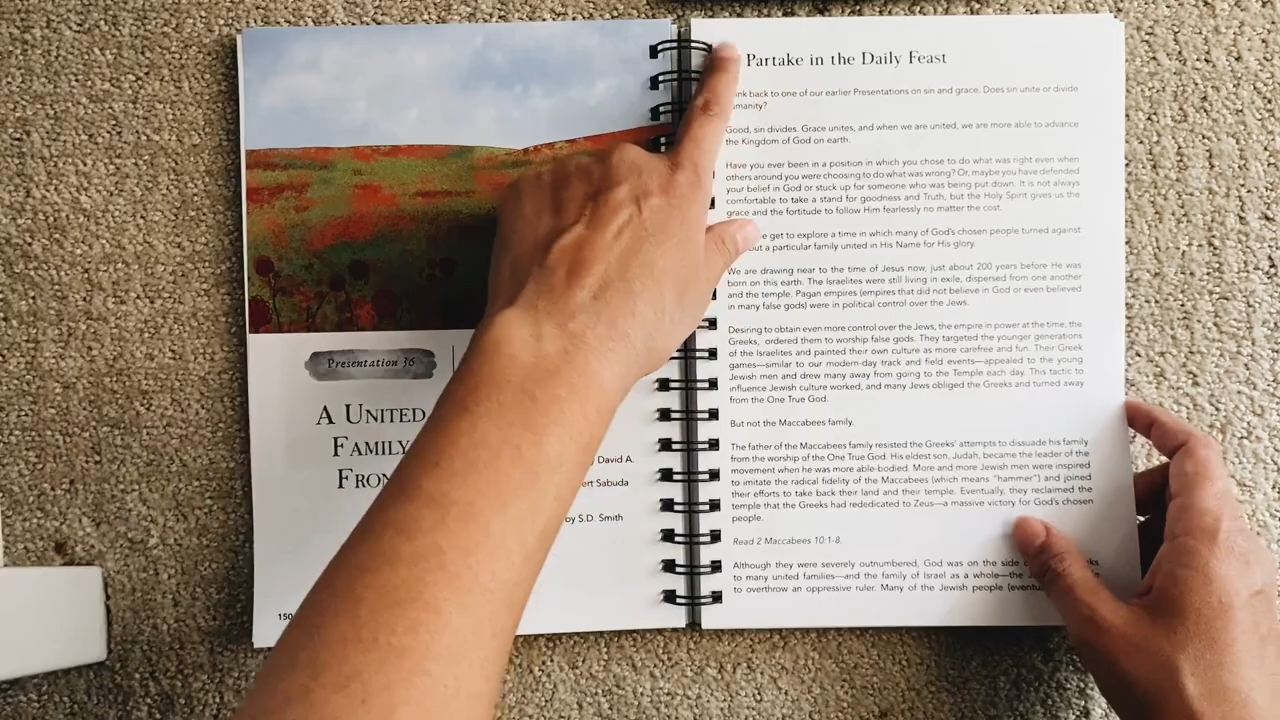 Presentation 36
A UNITED
FAMILY
David A.
Sabuda
by S.D. Smith
150
Partake in the Daily Feast
back to one of our earlier Presentations on sin and grace. Does sin unite or divide
Good, sin divides. Grace unites, and when we are united, we are more able to advance
the Kingdom of God on earth.
Have you ever been in a position in which you chose to do what was right even when
others around you were choosing to do what was wrong? Or, maybe you have defended
your belief in God or stuck up for someone who was being put down. It is not always
comfortable to take a stand for goodness and Truth, but the Holy Spirit gives us the
grace and the fortitude to follow Him fearlessly no matter the cost.
get to explore a time in which many of God's chosen people turned against
a particular family united in His Name for His glory.
We are drawing near to the time of Jesus now, just about 200 years before He was
born on this earth. The Israelites were still living in exile, dispersed from one another
and the temple. Pagan empires (empires that did not believe in God or even believed
in many false gods) were in political control over the Jews.
Desiring to obtain even more control over the Jews, the empire in power at the time, the
Greeks, ordered them to worship false gods. They targeted the younger generations
of the Israelites and painted their own culture as more carefree and fun. Their Greek
games—similar to our modern-day track and field events—appealed to the young
Jewish men and drew many away from going to the Temple each day. This tactic to
influence Jewish culture worked, and many Jews obliged the Greeks and turned away
from the One True God.
But not the Maccabees family.
The father of the Maccabees family resisted the Greeks' attempts to dissuade his family
from the worship of the One True God. His eldest son, Judah, became the leader of the
movement when he was more able-bodied. More and more Jewish men were inspired
to imitate the radical fidelity of the Maccabees (which means "hammer") and joined
their efforts to take back their land and their temple. Eventually, they reclaimed the
temple that the Greeks had rededicated to Zeus—a massive victory for God's chosen
people.
Read 2 Maccabees 10:1-8.
Although they were severely outnumbered, God was on the side
to many united families—and the family of Israel as a whole—the
to overthrow an oppressive ruler. Many of the Jewish people